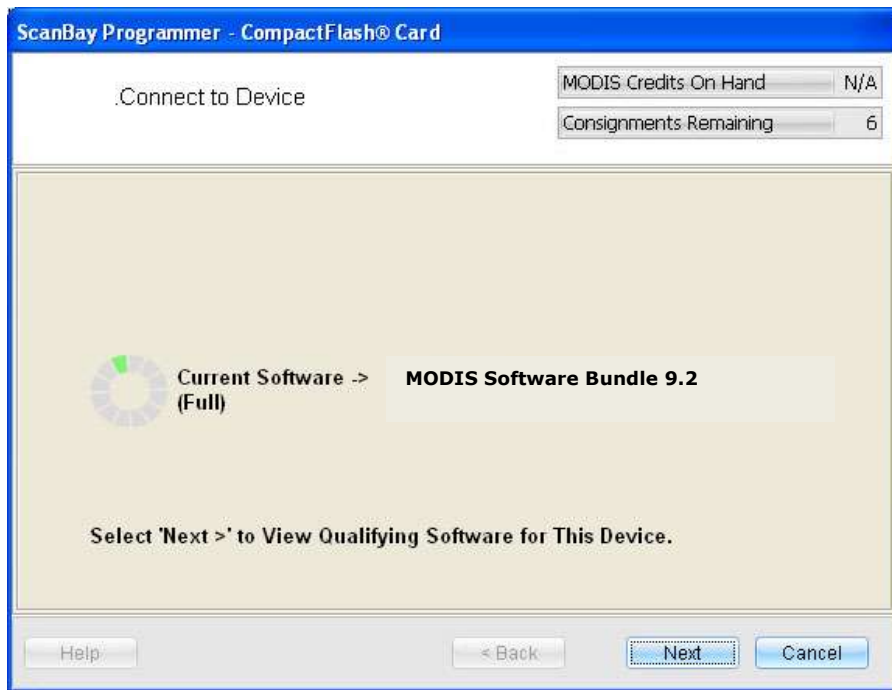 ScanBay Programmer - CompactFlash® Card
.Connect to Device
MODIS Credits On Hand N/A
Consignments Remaining 6
Current Software -> MODIS Software Bundle 9.2
(Full)
Select 'Next >' to View Qualifying Software for This Device.
Help < Back Next Cancel